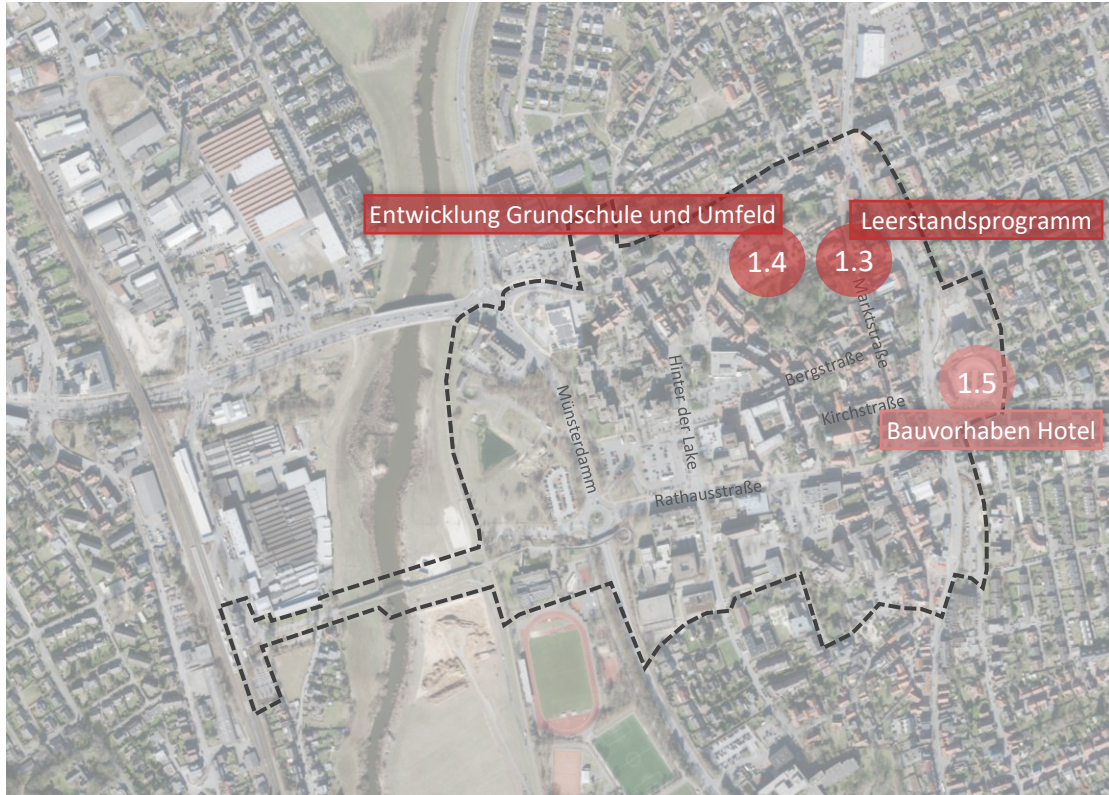 Entwicklung Grundschule und Umfeld
Leerstandsprogramm
1.4
1.3
Marktstraße
Bergstraße
1.5
Hinter der Lake
Münsterdamm
Kirchstraße
Bauvorhaben Hotel
Rathausstraße